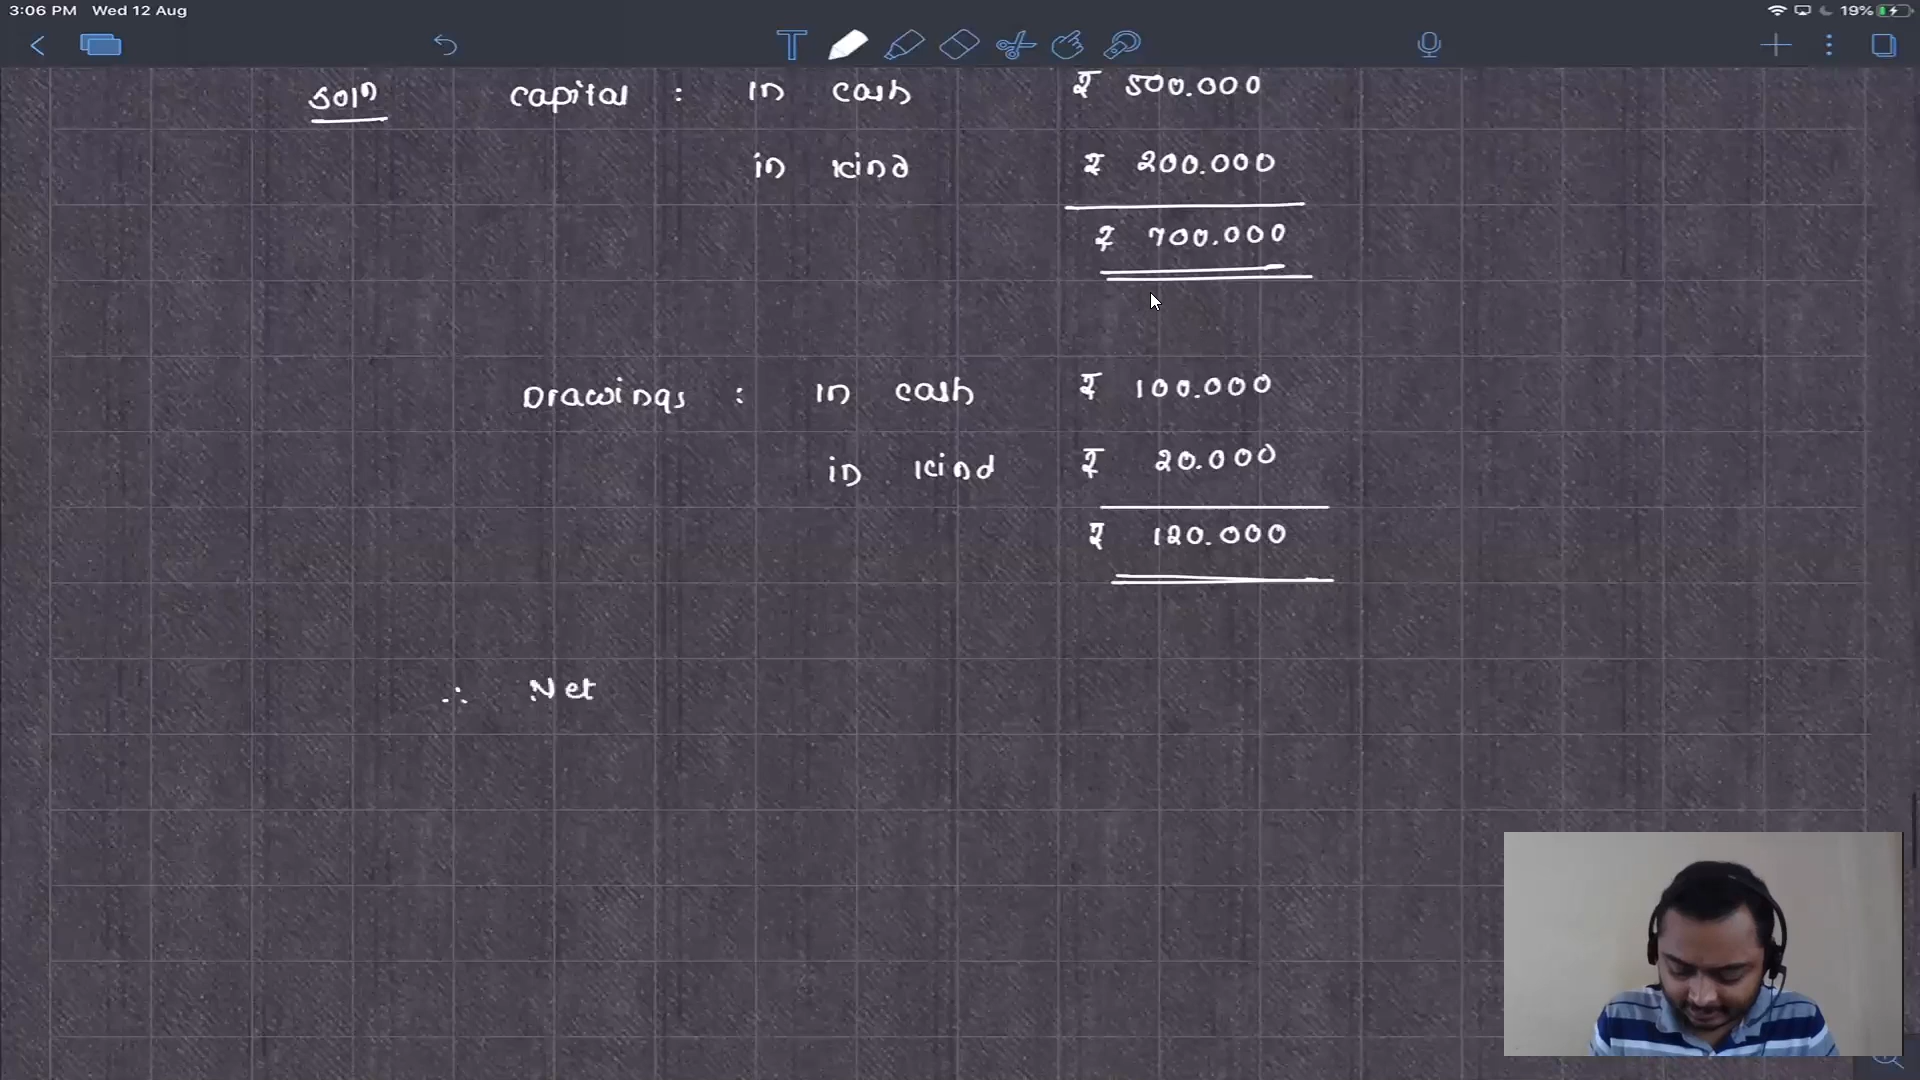 3:06 PM Wed 12 Aug 19%
Soln Capital : in cash ₹ 500.000
in kind ₹ 200.000
₹ 700.000
Drawings : in cash ₹ 100.000
in kind ₹ 20.000
₹ 120.000
∴ Net